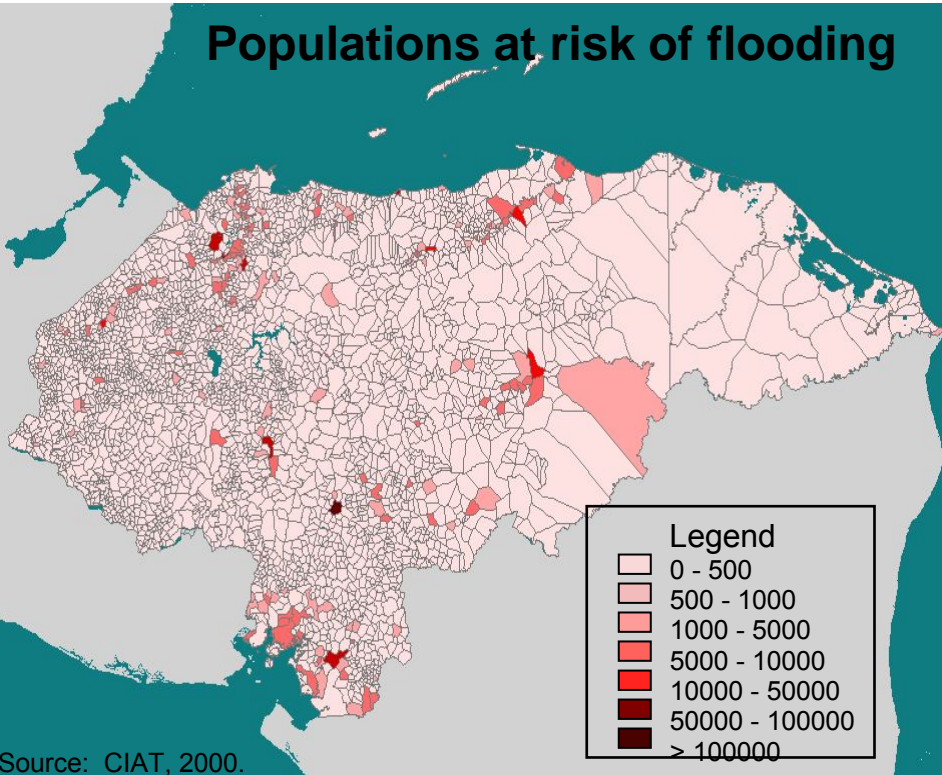 Populations at risk of flooding
Legend
0 - 500
500 - 1000
1000 - 5000
5000 - 10000
10000 - 50000
50000 - 100000
> 100000
Source: CIAT, 2000.